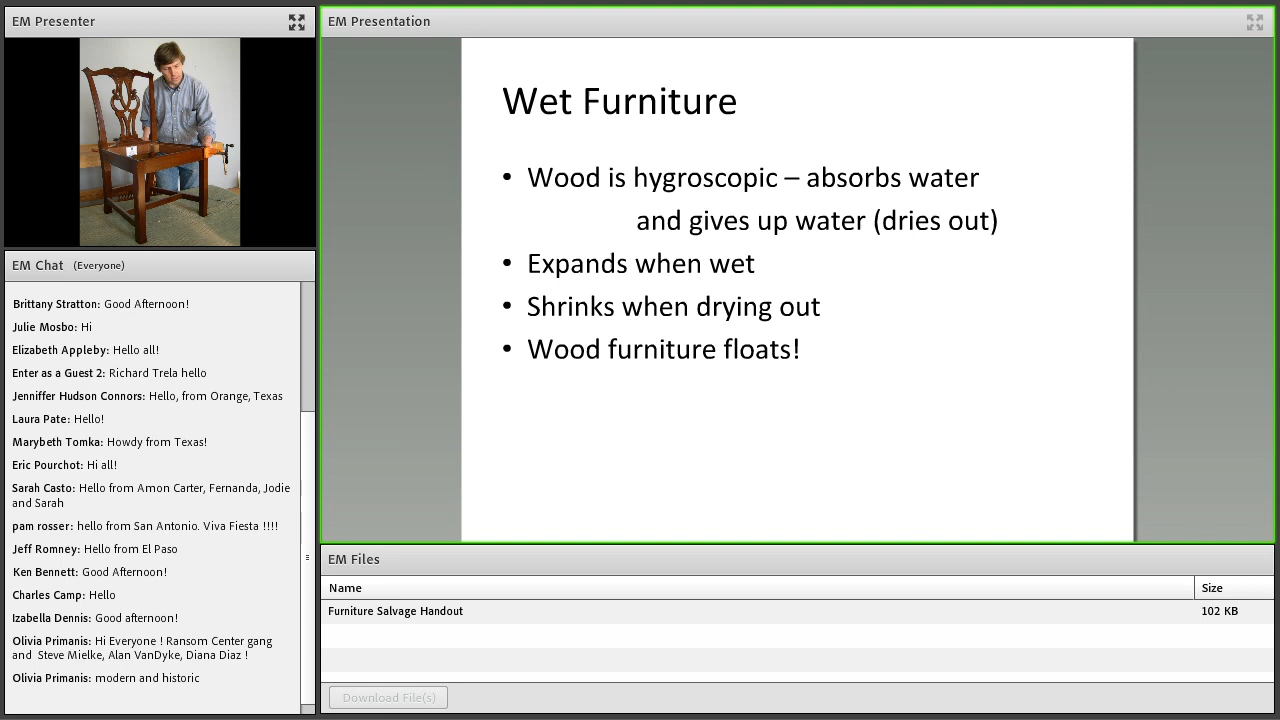 EM Presenter
EM Chat (Everyone)
Brittany Stratton: Good Afternoon!
Julie Mosbo: Hi
Elizabeth Appleby: Hello all!
Enter as a Guest 2: Richard Trela hello
Jenniffer Hudson Connors: Hello, from Orange, Texas
Laura Pate: Hello!
Marybeth Tomka: Howdy from Texas!
Eric Pourchot: Hi all!
Sarah Casto: Hello from Amon Carter, Fernanda, Jodie
and Sarah
pam rosser: hello from San Antonio. Viva Fiesta !!!!
Jeff Romney: Hello from El Paso
Ken Bennett: Good Afternoon!
Charles Camp: Hello
Izabella Dennis: Good afternoon!
Olivia Primanis: Hi Everyone ! Ransom Center gang
and Steve Mielke, Alan VanDyke, Diana Diaz !
Olivia Primanis: modern and historic
EM Presentation
Wet Furniture
• Wood is hygroscopic – absorbs water
and gives up water (dries out)
• Expands when wet
• Shrinks when drying out
• Wood furniture floats!
EM Files
Name Size
Furniture Salvage Handout 102 KB
Download File(s)